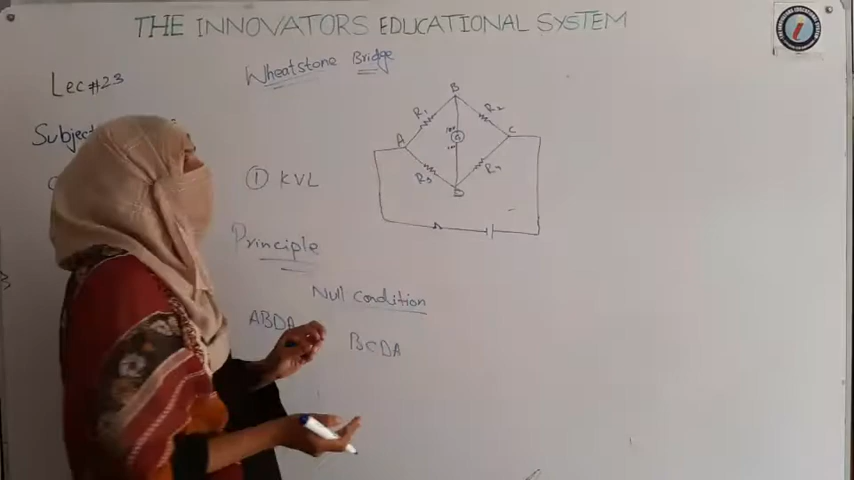 THE INNOVATORS EDUCATIONAL SYSTEM
Lec#23
Wheatstone Bridge
Subject
B
R1
R2
A
G
C
R3
D
① KVL
Principle
Null Condition
ABDA
BCDA